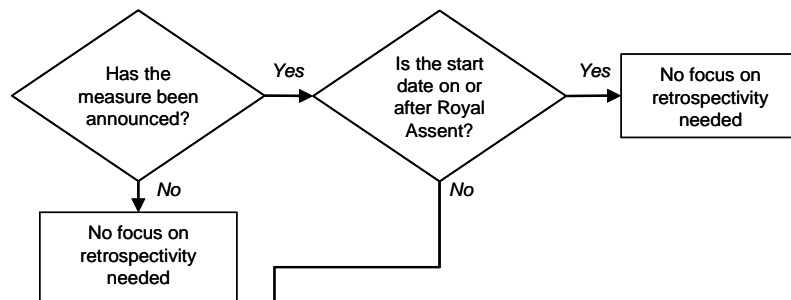 Has the
measure been
announced?
Yes
Is the start
date on or
after Royal
Assent?
Yes
No focus on
retrospectivity
needed
No
No
No focus on
retrospectivity
needed